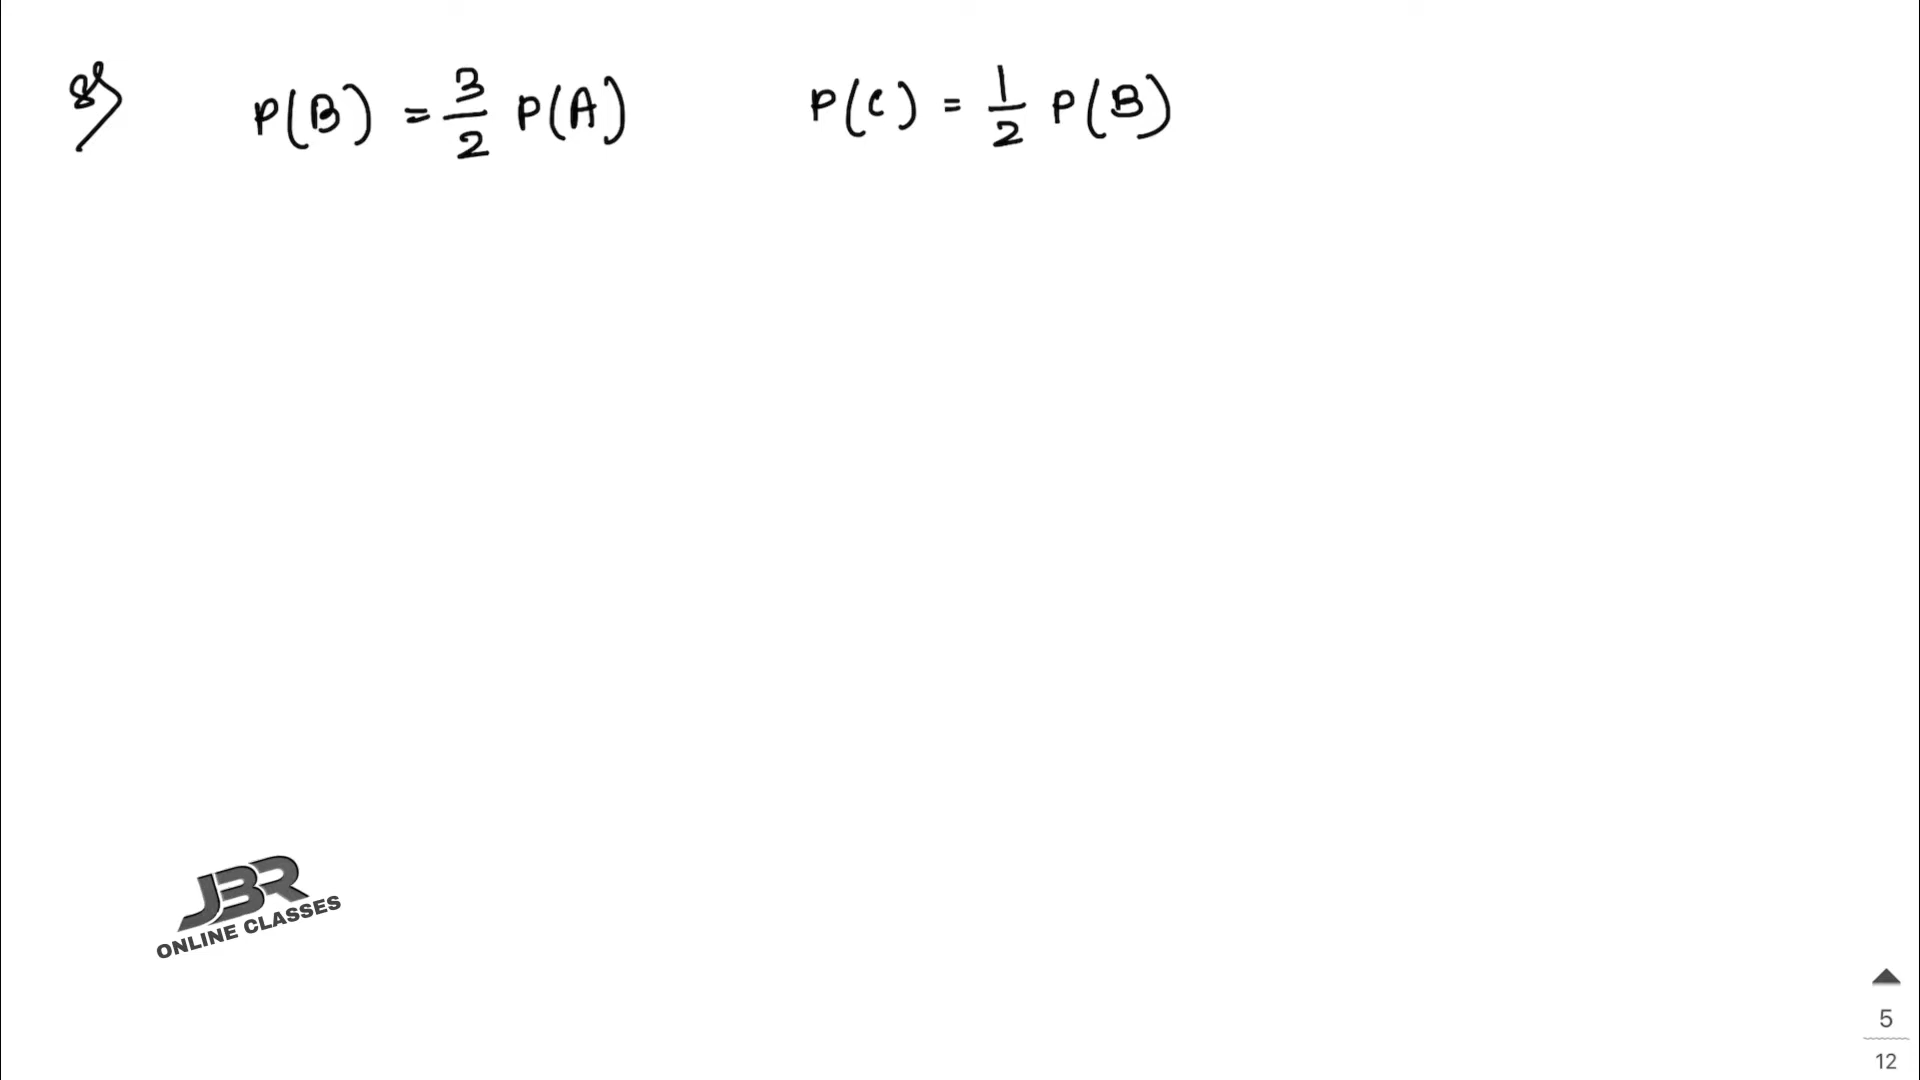 8) P(B) = 3/2 P(A) P(C) = 1/2 P(B)
JBR
ONLINE CLASSES
5
12